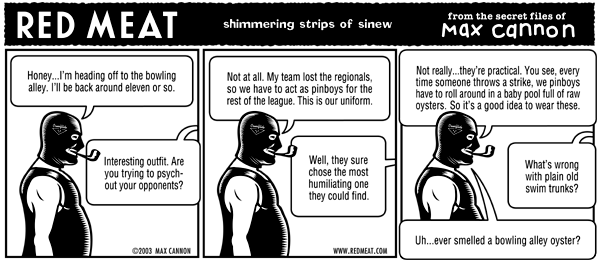 RED MEAT
shimmering strips of sinew
from the secret files of
max cannon
Honey...I'm heading off to the bowling
alley. I'll be back around eleven or so.
Interesting outfit. Are
you trying to psych-
out your opponents?
©2003 MAX CANNON
Not at all. My team lost the regionals,
so we have to act as pinboys for the
rest of the league. This is our uniform.
Well, they sure
chose the most
humiliating one
they could find.
WWW.REDMEAT.COM
Not really...they're practical. You see, every
time someone throws a strike, we pinboys
have to roll around in a baby pool full of raw
oysters. So it's a good idea to wear these.
What's wrong
with plain old
swim trunks?
Uh...ever smelled a bowling alley oyster?